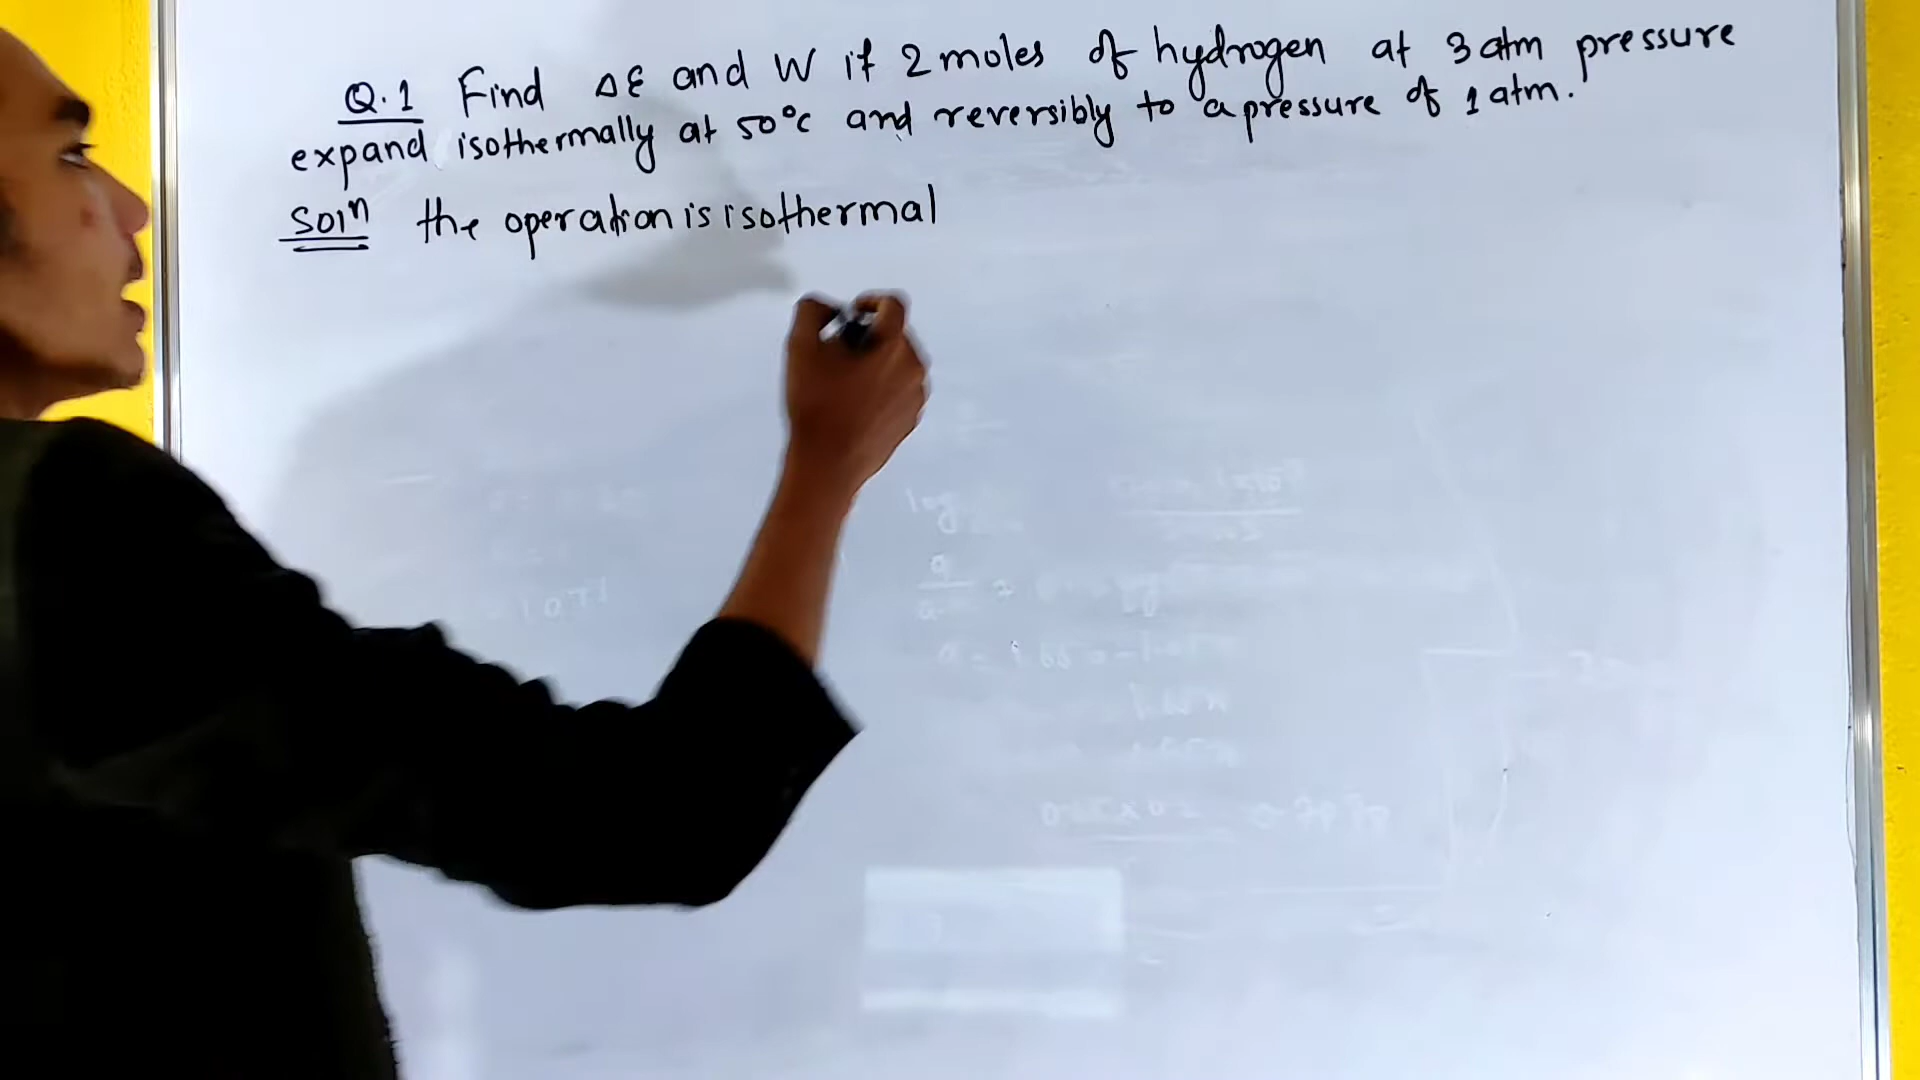 Q.1 Find ΔE and W if 2 moles of hydrogen at 3 atm pressure
expand isothermally at 50°c and reversibly to a pressure of 1 atm.
Solⁿ the operation is isothermal